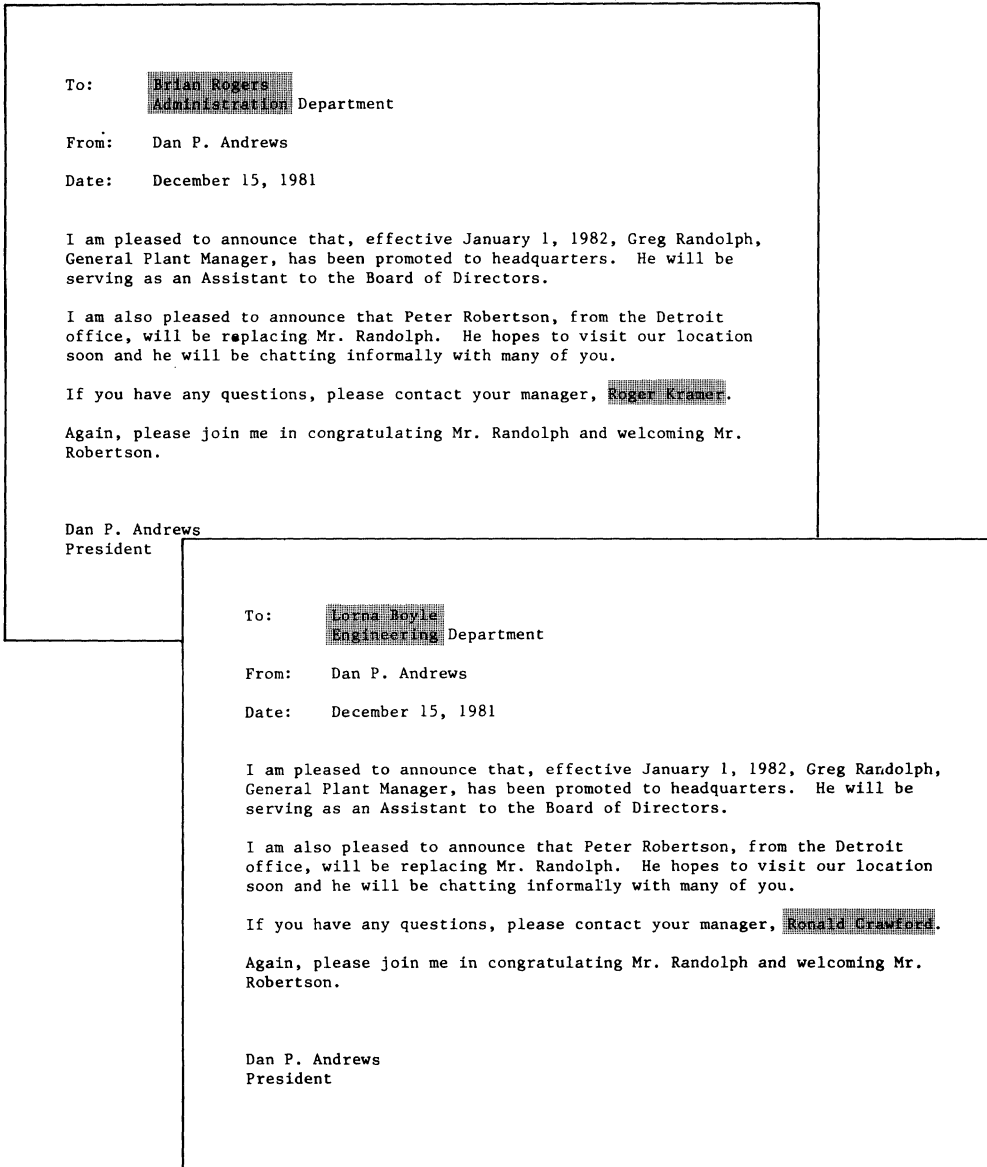 To: Brian Rogers
Administration Department
From: Dan P. Andrews
Date: December 15, 1981
I am pleased to announce that, effective January 1, 1982, Greg Randolph,
General Plant Manager, has been promoted to headquarters. He will be
serving as an Assistant to the Board of Directors.
I am also pleased to announce that Peter Robertson, from the Detroit
office, will be replacing Mr. Randolph. He hopes to visit our location
soon and he will be chatting informally with many of you.
If you have any questions, please contact your manager, Roger Kramer.
Again, please join me in congratulating Mr. Randolph and welcoming Mr.
Robertson.
Dan P. Andrews
President
To: Lorna Boyle
Engineering Department
From: Dan P. Andrews
Date: December 15, 1981
I am pleased to announce that, effective January 1, 1982, Greg Randolph,
General Plant Manager, has been promoted to headquarters. He will be
serving as an Assistant to the Board of Directors.
I am also pleased to announce that Peter Robertson, from the Detroit
office, will be replacing Mr. Randolph. He hopes to visit our location
soon and he will be chatting informally with many of you.
If you have any questions, please contact your manager, Ronald Crawford.
Again, please join me in congratulating Mr. Randolph and welcoming Mr.
Robertson.
Dan P. Andrews
President